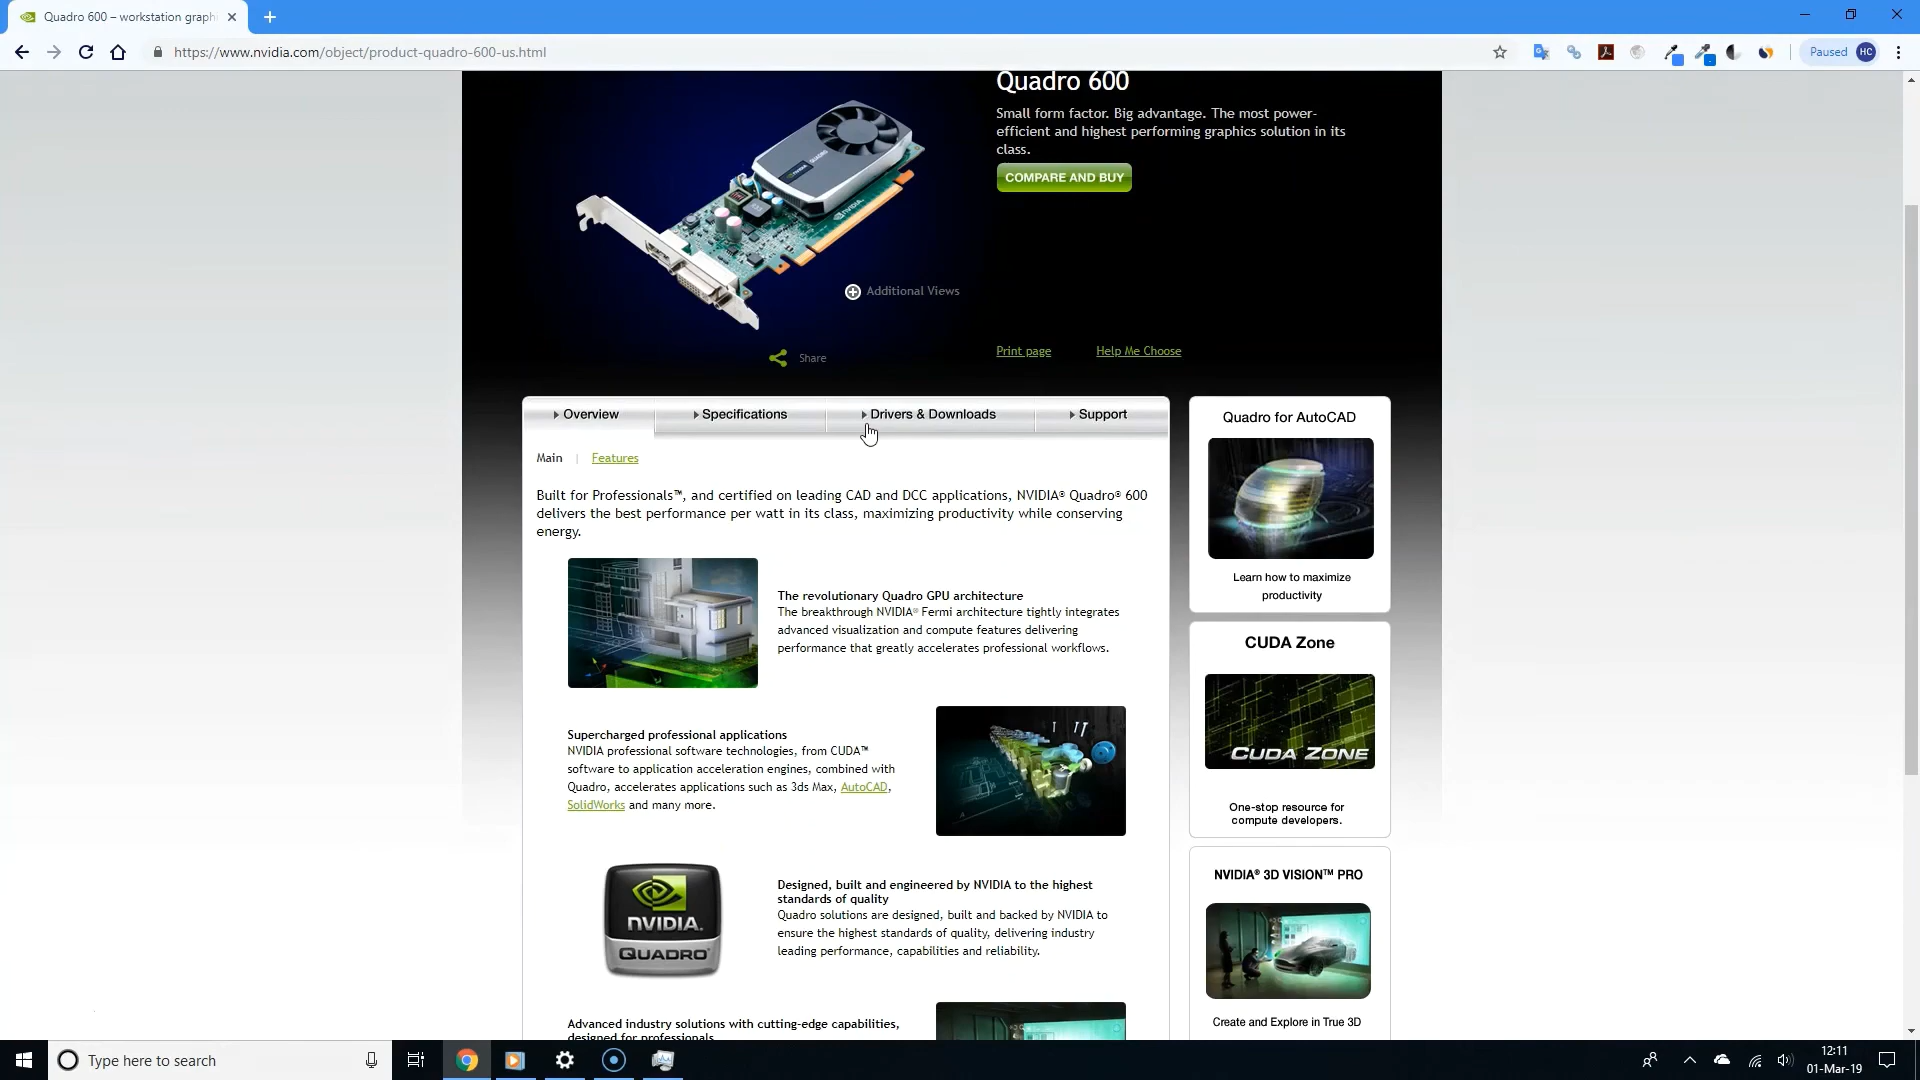 Quadro 600 – workstation graph
https://www.nvidia.com/object/product-quadro-600-us.html
Paused HC
Quadro 600
Small form factor. Big advantage. The most power-
efficient and highest performing graphics solution in its
class.
COMPARE AND BUY
Additional Views
Share
Print page
Help Me Choose
Overview
Specifications
Drivers & Downloads
Support
Main | Features
Built for Professionals™, and certified on leading CAD and DCC applications, NVIDIA® Quadro® 600
delivers the best performance per watt in its class, maximizing productivity while conserving
energy.
The revolutionary Quadro GPU architecture
The breakthrough NVIDIA® Fermi architecture tightly integrates
advanced visualization and compute features delivering
performance that greatly accelerates professional workflows.
Supercharged professional applications
NVIDIA professional software technologies, from CUDA™
software to application acceleration engines, combined with
Quadro, accelerates applications such as 3ds Max, AutoCAD,
SolidWorks and many more.
NVIDIA.
QUADRO
Designed, built and engineered by NVIDIA to the highest
standards of quality
Quadro solutions are designed, built and backed by NVIDIA to
ensure the highest standards of quality, delivering industry
leading performance, capabilities and reliability.
Advanced industry solutions with cutting-edge capabilities,
designed for professionals
Quadro for AutoCAD
Learn how to maximize
productivity
CUDA Zone
CUDA ZONE
One-stop resource for
compute developers.
NVIDIA® 3D VISION™ PRO
Create and Explore in True 3D
Type here to search
12:11
01-Mar-19